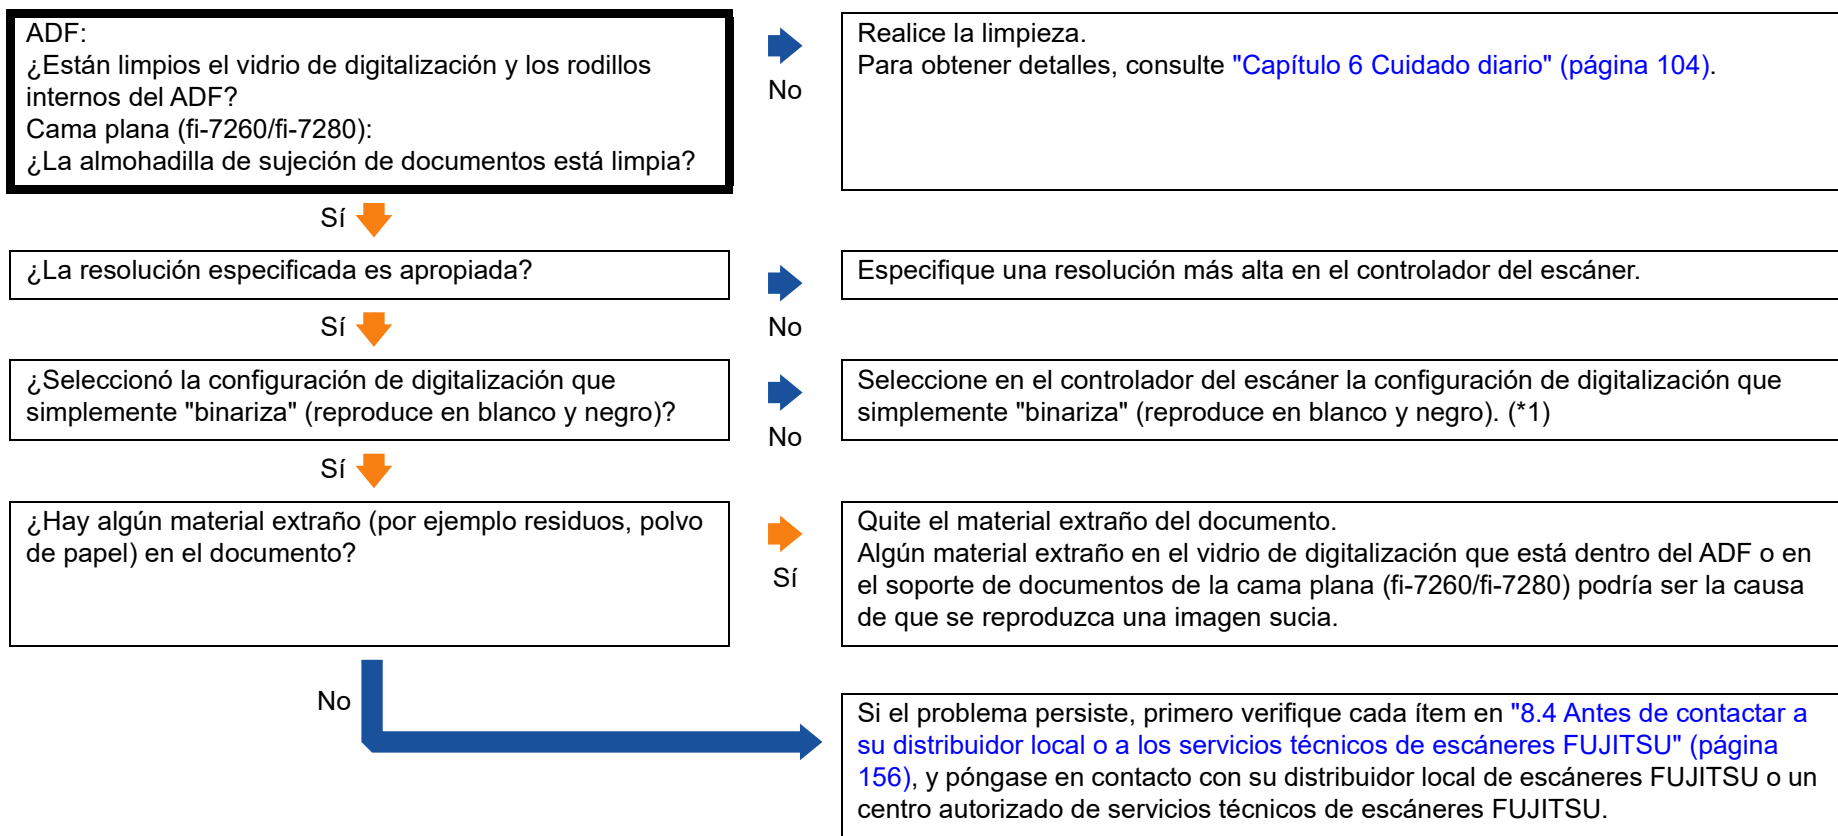 ADF:
¿Están limpios el vidrio de digitalización y los rodillos
internos del ADF?
Cama plana (fi-7260/fi-7280):
¿La almohadilla de sujeción de documentos está limpia?
No
Realice la limpieza.
Para obtener detalles, consulte "Capítulo 6 Cuidado diario" (página 104).
Sí
¿La resolución especificada es apropiada?
No
Especifique una resolución más alta en el controlador del escáner.
Sí
¿Seleccionó la configuración de digitalización que
simplemente "binariza" (reproduce en blanco y negro)?
No
Seleccione en el controlador del escáner la configuración de digitalización que
simplemente "binariza" (reproduce en blanco y negro). (*1)
Sí
¿Hay algún material extraño (por ejemplo residuos, polvo
de papel) en el documento?
Sí
Quite el material extraño del documento.
Algún material extraño en el vidrio de digitalización que está dentro del ADF o en
el soporte de documentos de la cama plana (fi-7260/fi-7280) podría ser la causa
de que se reproduzca una imagen sucia.
No
Si el problema persiste, primero verifique cada ítem en "8.4 Antes de contactar a
su distribuidor local o a los servicios técnicos de escáneres FUJITSU" (página
156), y póngase en contacto con su distribuidor local de escáneres FUJITSU o un
centro autorizado de servicios técnicos de escáneres FUJITSU.